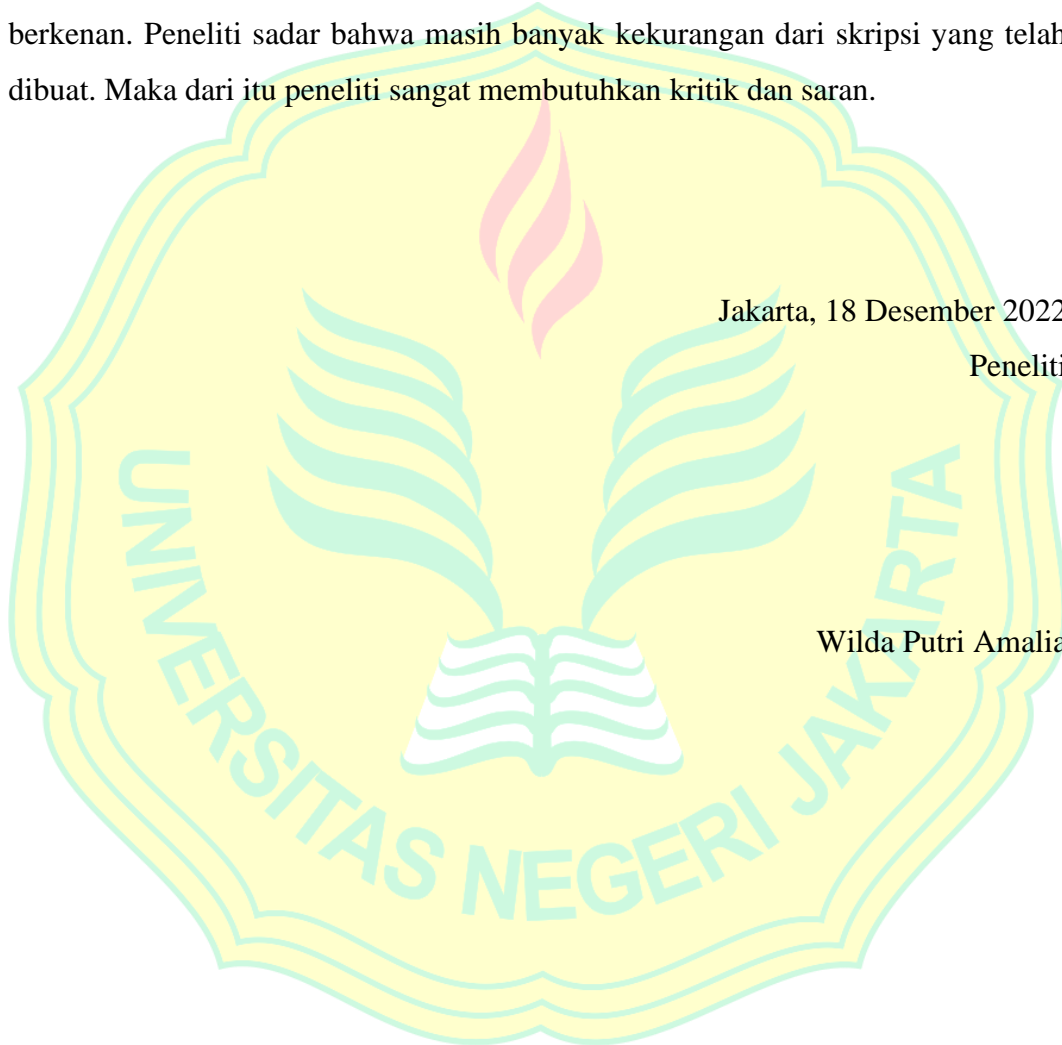 berkenan. Peneliti sadar bahwa masih banyak kekurangan dari skripsi yang telah
dibuat. Maka dari itu peneliti sangat membutuhkan kritik dan saran.
Jakarta, 18 Desember 2022
Peneliti
Wilda Putri Amalia
UNIVERSITAS NEGERI JAKARTA